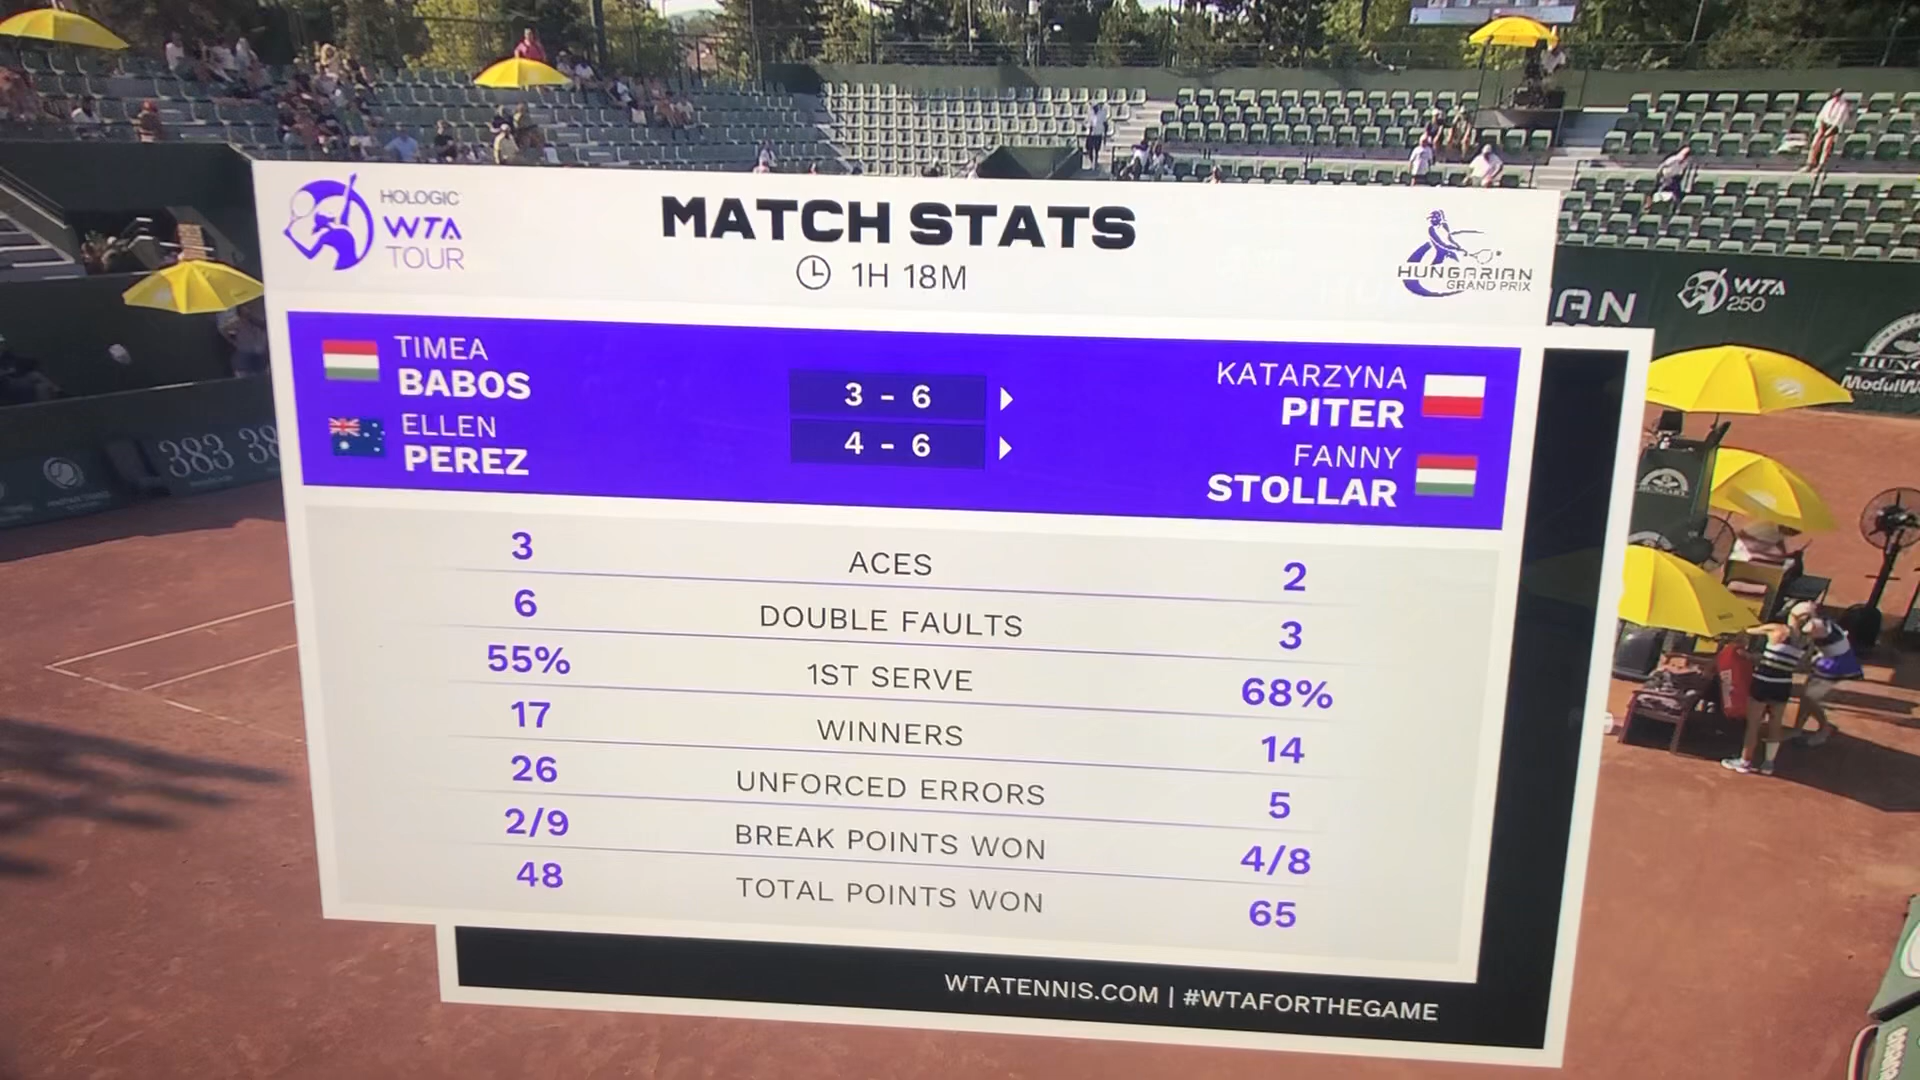 HOLOGIC
WTA
TOUR
MATCH STATS
1H 18M
HUNGARIAN
GRAND PRIX
AN
WTA
250
TIMEA
BABOS
ELLEN
PEREZ
3 - 6
4 - 6
KATARZYNA
PITER
FANNY
STOLLAR
383 38
3 ACES 2
6 DOUBLE FAULTS 3
55% 1ST SERVE 68%
17 WINNERS 14
26 UNFORCED ERRORS 5
2/9 BREAK POINTS WON 4/8
48 TOTAL POINTS WON 65
WTATENNIS.COM | #WTAFORTHEGAME